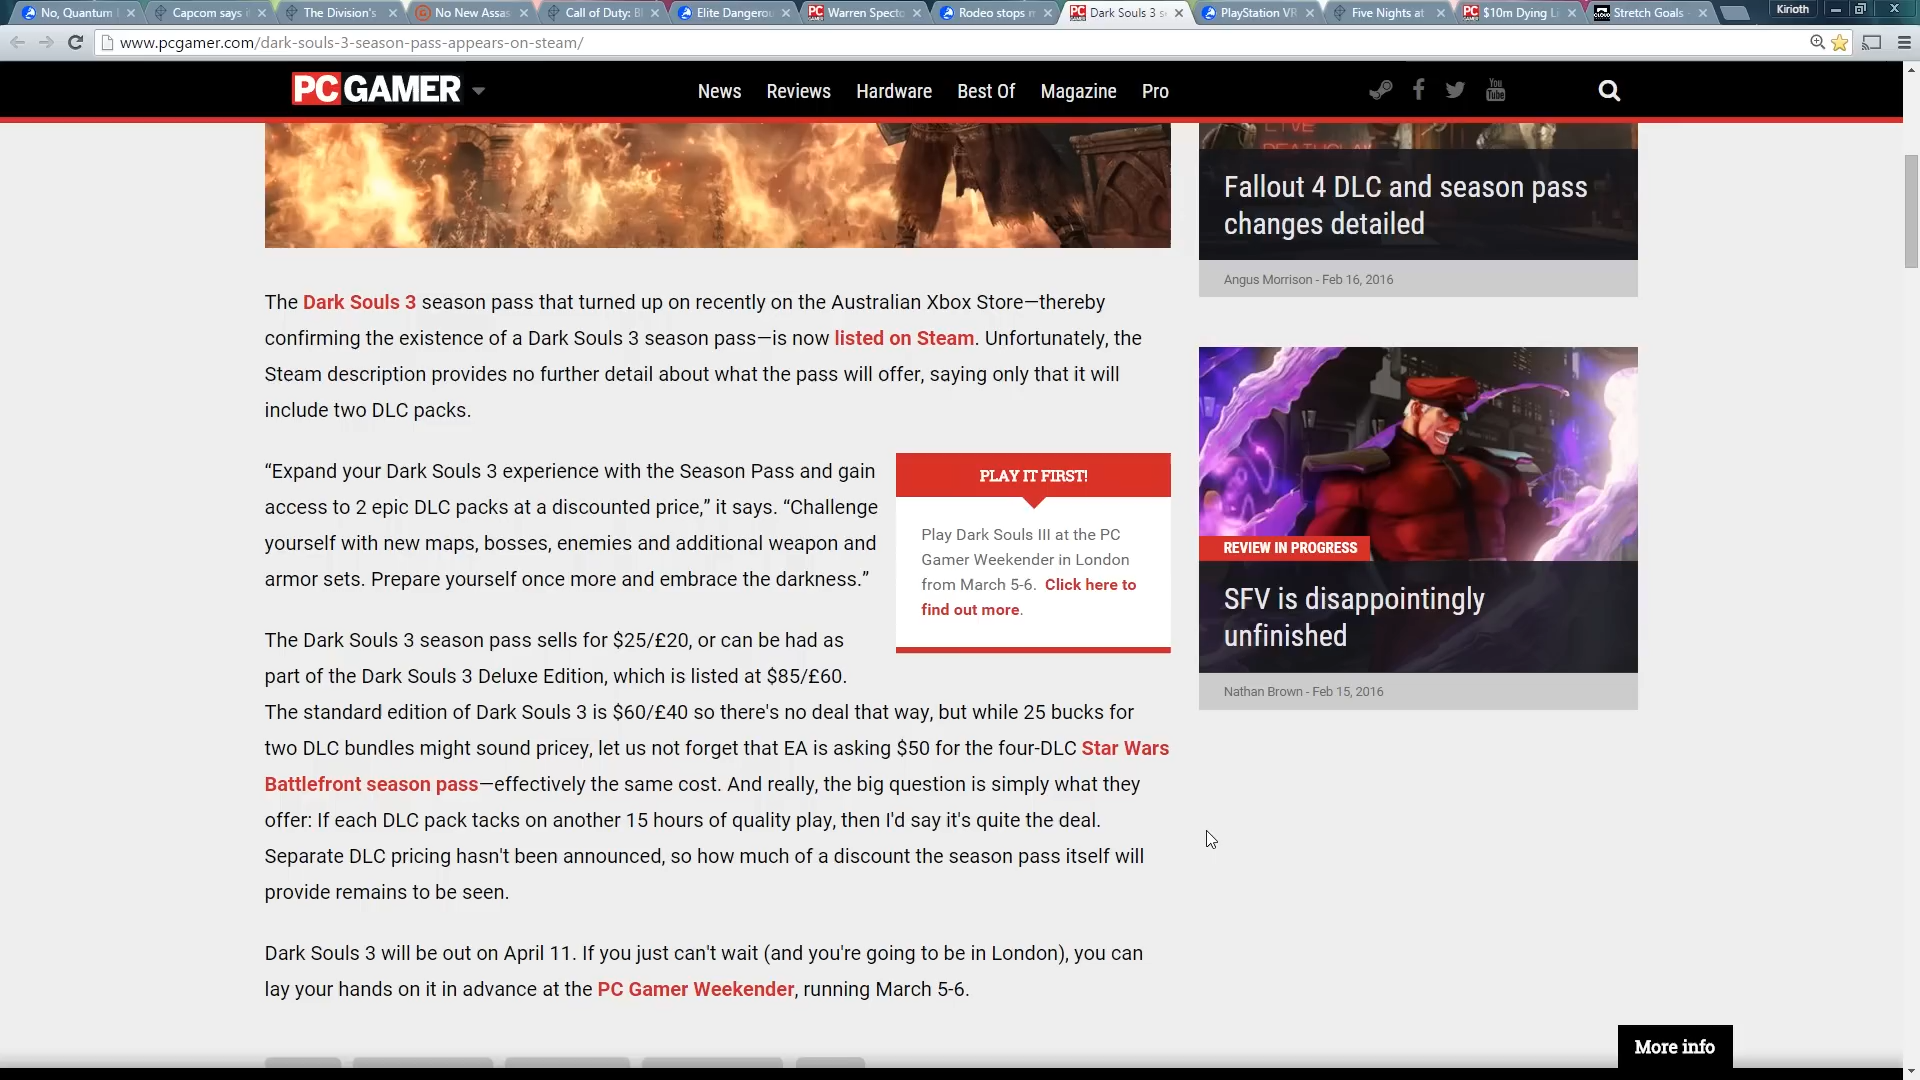 No, Quantum
Capcom says i
The Division's
No New Assas
Call of Duty: Bl
Elite Dangerou
Warren Specto
Rodeo stops m
Dark Souls 3 s
PlayStation VR
Five Nights at
$10m Dying Li
Stretch Goals
Kirioth
www.pcgamer.com/dark-souls-3-season-pass-appears-on-steam/
PC GAMER
News
Reviews
Hardware
Best Of
Magazine
Pro
You Tube
The Dark Souls 3 season pass that turned up on recently on the Australian Xbox Store—thereby
confirming the existence of a Dark Souls 3 season pass—is now listed on Steam. Unfortunately, the
Steam description provides no further detail about what the pass will offer, saying only that it will
include two DLC packs.
“Expand your Dark Souls 3 experience with the Season Pass and gain
access to 2 epic DLC packs at a discounted price,” it says. “Challenge
yourself with new maps, bosses, enemies and additional weapon and
armor sets. Prepare yourself once more and embrace the darkness.”
PLAY IT FIRST!
Play Dark Souls III at the PC
Gamer Weekender in London
from March 5-6. Click here to
find out more.
The Dark Souls 3 season pass sells for $25/£20, or can be had as
part of the Dark Souls 3 Deluxe Edition, which is listed at $85/£60.
The standard edition of Dark Souls 3 is $60/£40 so there's no deal that way, but while 25 bucks for
two DLC bundles might sound pricey, let us not forget that EA is asking $50 for the four-DLC Star Wars
Battlefront season pass—effectively the same cost. And really, the big question is simply what they
offer: If each DLC pack tacks on another 15 hours of quality play, then I'd say it's quite the deal.
Separate DLC pricing hasn't been announced, so how much of a discount the season pass itself will
provide remains to be seen.
Dark Souls 3 will be out on April 11. If you just can't wait (and you're going to be in London), you can
lay your hands on it in advance at the PC Gamer Weekender, running March 5-6.
LIVE
Fallout 4 DLC and season pass
changes detailed
Angus Morrison - Feb 16, 2016
REVIEW IN PROGRESS
SFV is disappointingly
unfinished
Nathan Brown - Feb 15, 2016
More info